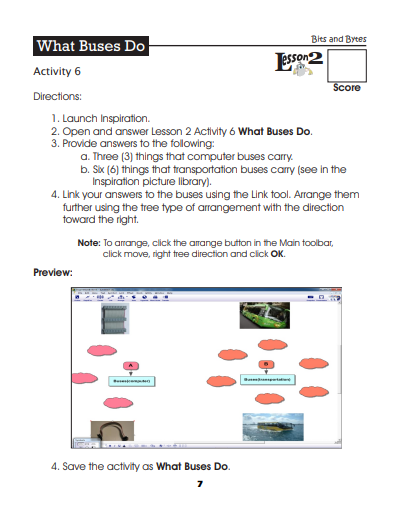 Bits and Bytes
What Buses Do
Lesson 2
Activity 6
Score
Directions:
1. Launch Inspiration.
2. Open and answer Lesson 2 Activity 6 What Buses Do.
3. Provide answers to the following:
a. Three (3) things that computer buses carry.
b. Six (6) things that transportation buses carry (see in the
Inspiration picture library).
4. Link your answers to the buses using the Link tool. Arrange them
further using the tree type of arrangement with the direction
toward the right.
Note: To arrange, click the arrange button in the Main toolbar,
click move, right tree direction and click OK.
Preview:
A
B
Buses(computer)
Buses(transportation)
4. Save the activity as What Buses Do.
7